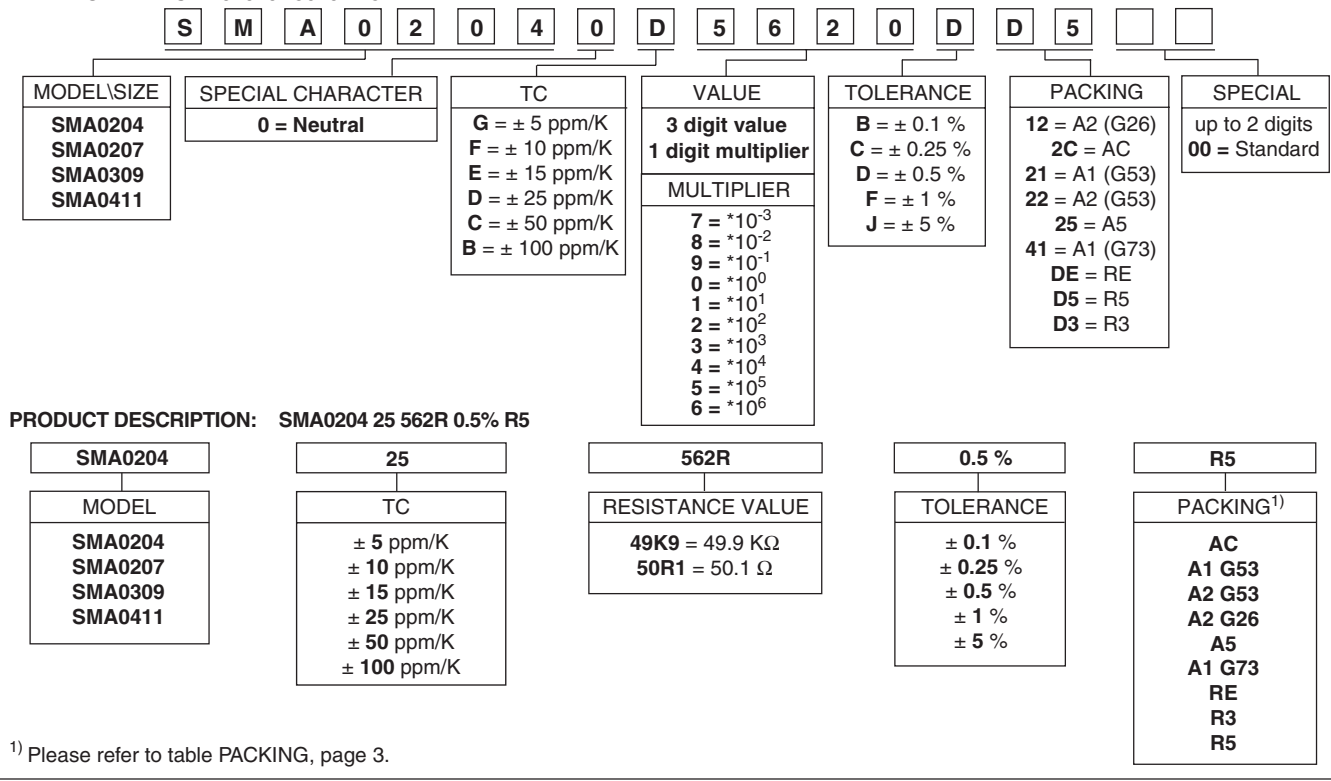 S M A 0 2 0 4 0 D 5 6 2 0 D D 5
MODEL\SIZE
SMA0204
SMA0207
SMA0309
SMA0411
SPECIAL CHARACTER
0 = Neutral
TC
G = ± 5 ppm/K
F = ± 10 ppm/K
E = ± 15 ppm/K
D = ± 25 ppm/K
C = ± 50 ppm/K
B = ± 100 ppm/K
VALUE
3 digit value
1 digit multiplier
MULTIPLIER
7 = *10-3
8 = *10-2
9 = *10-1
0 = *100
1 = *101
2 = *102
3 = *103
4 = *104
5 = *105
6 = *106
TOLERANCE
B = ± 0.1 %
C = ± 0.25 %
D = ± 0.5 %
F = ± 1 %
J = ± 5 %
PACKING
12 = A2 (G26)
2C = AC
21 = A1 (G53)
22 = A2 (G53)
25 = A5
41 = A1 (G73)
DE = RE
D5 = R5
D3 = R3
SPECIAL
up to 2 digits
00 = Standard
PRODUCT DESCRIPTION: SMA0204 25 562R 0.5% R5
SMA0204
MODEL
SMA0204
SMA0207
SMA0309
SMA0411
25
TC
± 5 ppm/K
± 10 ppm/K
± 15 ppm/K
± 25 ppm/K
± 50 ppm/K
± 100 ppm/K
562R
RESISTANCE VALUE
49K9 = 49.9 KΩ
50R1 = 50.1 Ω
0.5 %
TOLERANCE
± 0.1 %
± 0.25 %
± 0.5 %
± 1 %
± 5 %
R5
PACKING1)
AC
A1 G53
A2 G53
A2 G26
A5
A1 G73
RE
R3
R5
1) Please refer to table PACKING, page 3.